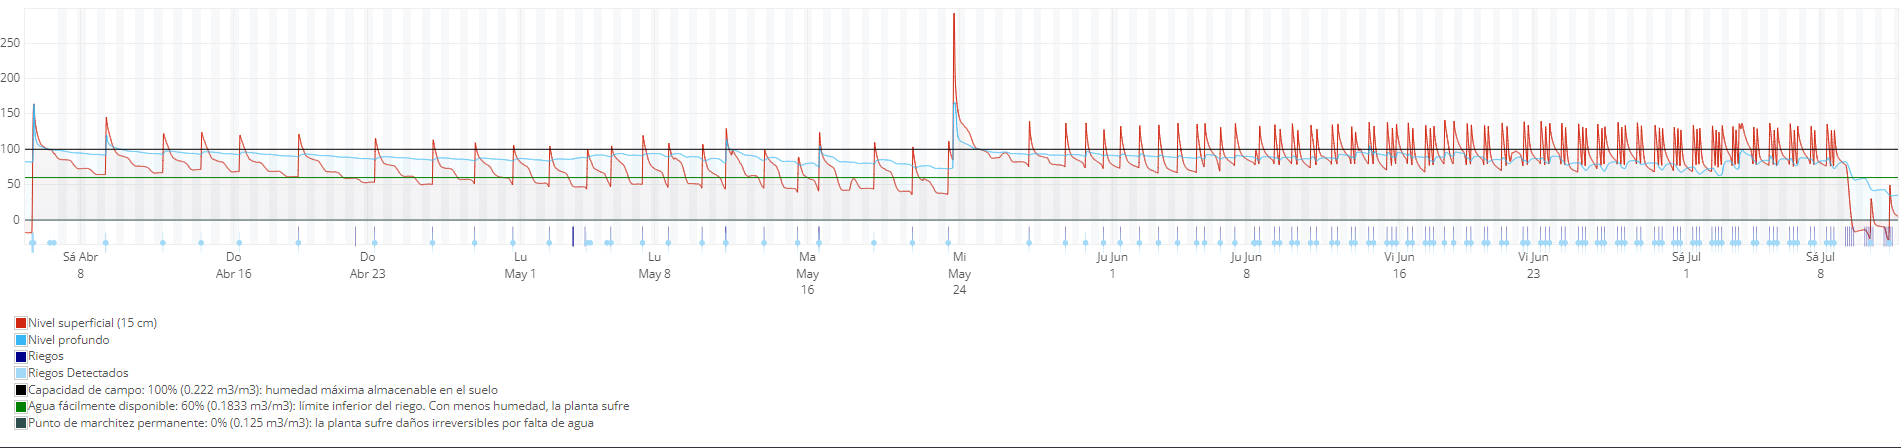 250
200
150
100
50
0
Sá Abr
8
Do
Abr 16
Do
Abr 23
Lu
May 1
Lu
May 8
Ma
May
16
Mi
May
24
Ju Jun
1
Ju Jun
8
Vi Jun
16
Vi Jun
23
Sá Jul
1
Sá Jul
8
Nivel superficial (15 cm)
Nivel profundo
Riegos
Riegos Detectados
Capacidad de campo: 100% (0.222 m3/m3): humedad máxima almacenable en el suelo
Agua fácilmente disponible: 60% (0.1833 m3/m3): límite inferior del riego. Con menos humedad, la planta sufre
Punto de marchitez permanente: 0% (0.125 m3/m3): la planta sufre daños irreversibles por falta de agua